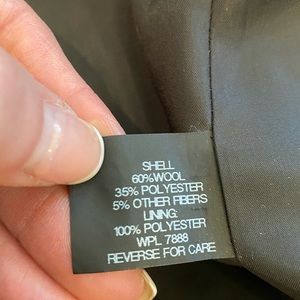 SHELL
60%WOOL
35% POLYESTER
5% OTHER FIBERS
LINING:
100% POLYESTER
WPL 7888
REVERSE FOR CARE